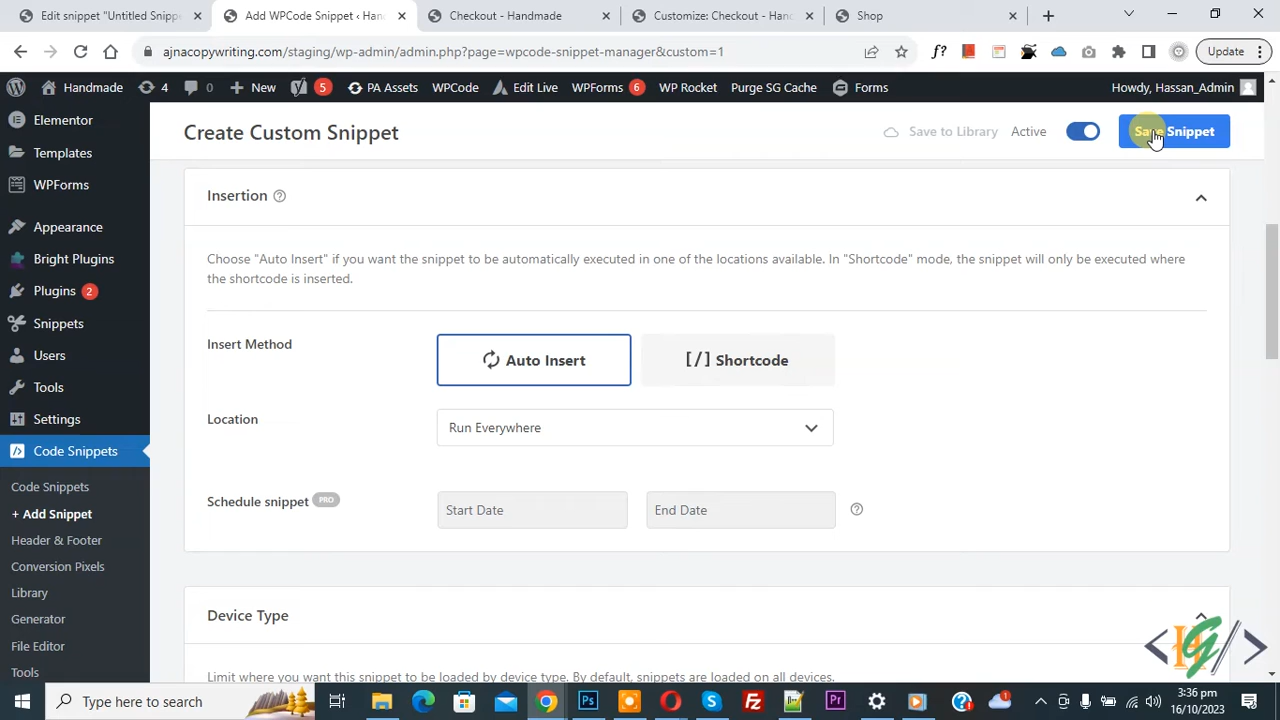 Edit snippet "Untitled Snippe
Add WPCode Snippet ‹ Han
Checkout - Handmade
Customize: Checkout - Hand
Shop
ajnacopywriting.com/staging/wp-admin/admin.php?page=wpcode-snippet-manager&custom=1
f?
Update
Handmade
4
New
5
PA Assets
WPCode
Edit Live
WPForms 6
WP Rocket
Purge SG Cache
Forms
Howdy, Hassan_Admin
Elementor
Templates
WPForms
Appearance
Bright Plugins
Plugins 2
Snippets
Users
Tools
Settings
Code Snippets
Code Snippets
+ Add Snippet
Header & Footer
Conversion Pixels
Library
Generator
File Editor
Tools
Create Custom Snippet
Save to Library
Active
Save Snippet
Insertion
Choose "Auto Insert" if you want the snippet to be automatically executed in one of the locations available. In "Shortcode" mode, the snippet will only be executed where
the shortcode is inserted.
Insert Method
Auto Insert
[/] Shortcode
Location
Run Everywhere
Schedule snippet PRO
Start Date
End Date
Device Type
Limit where you want this snippet to be loaded by device type. By default, snippets are loaded on all devices.
Type here to search
Ps
Pr
1
3:36 pm
16/10/2023